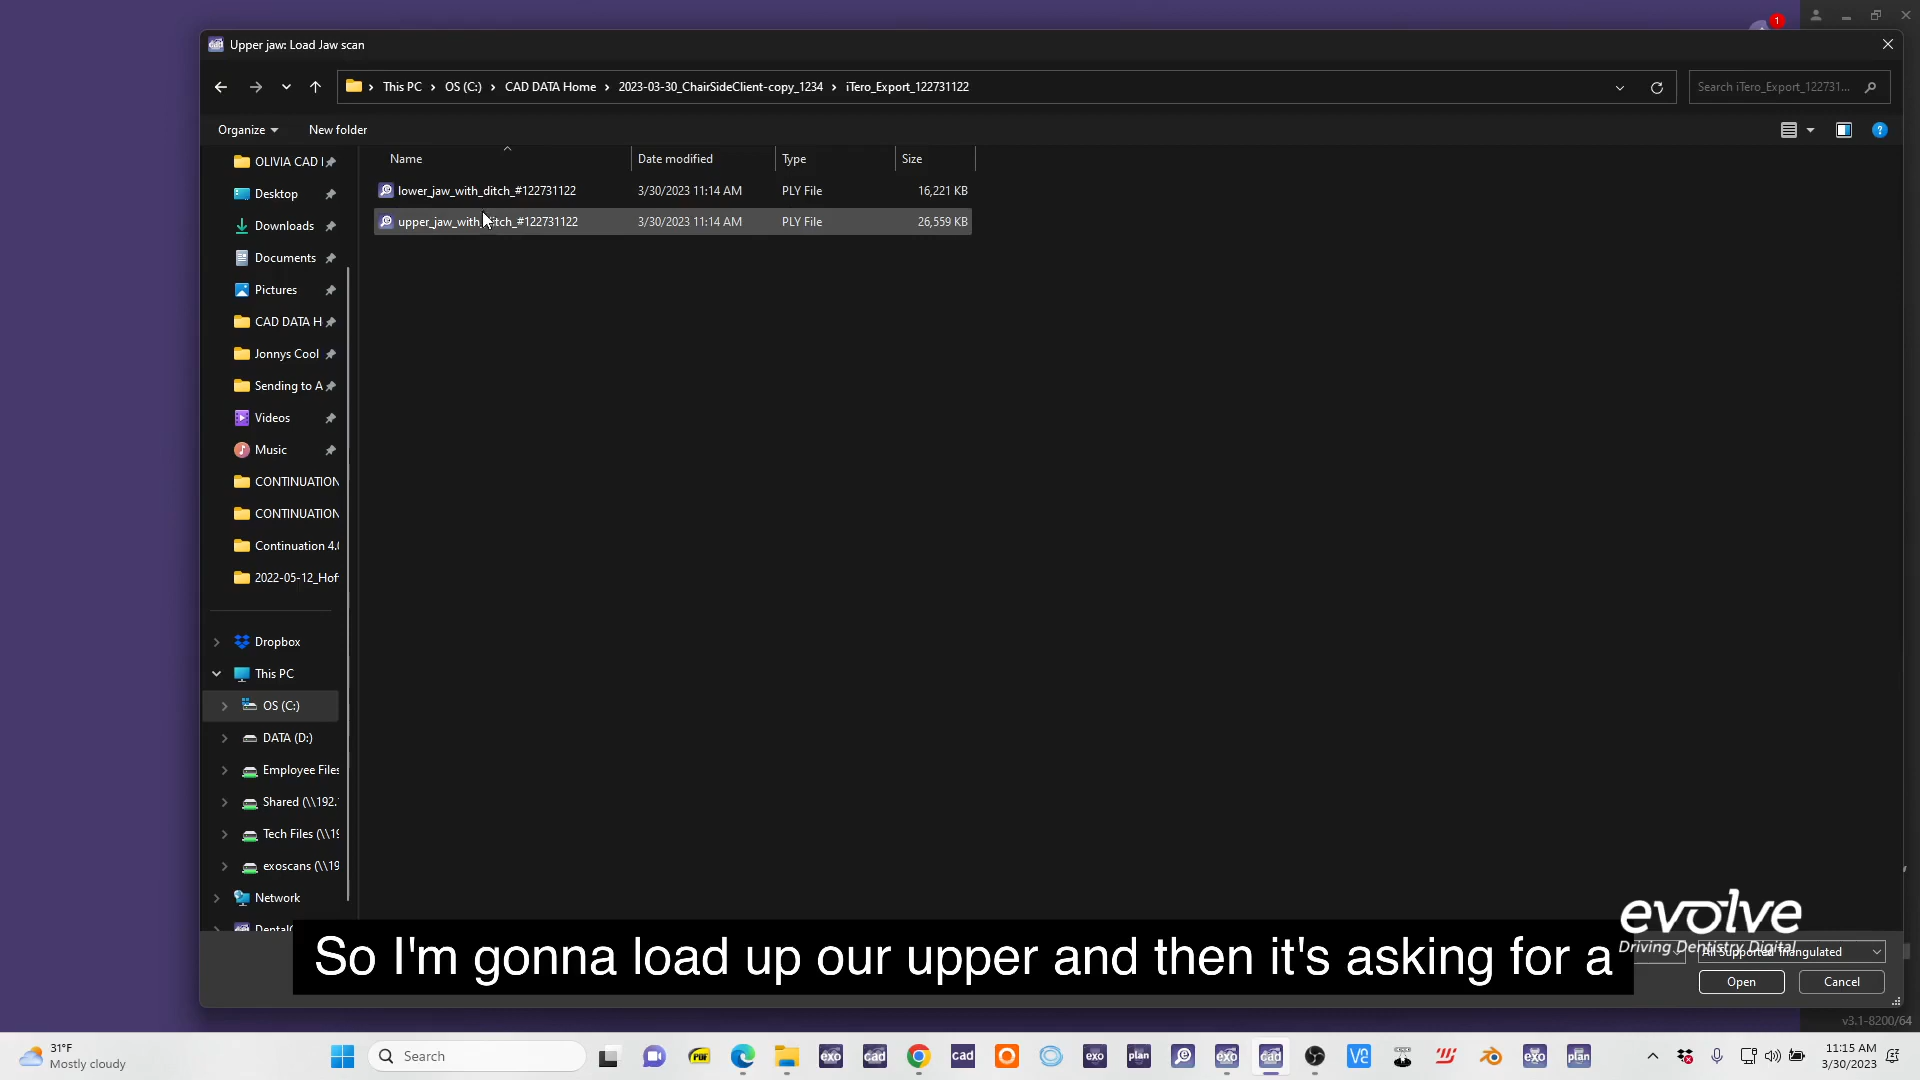 1
Upper jaw: Load Jaw scan
This PC › OS (C:) › CAD DATA Home › 2023-03-30_ChairSideClient-copy_1234 › iTero_Export_122731122
Search iTero_Export_122731...
Organize
New folder
Name
Date modified
Type
Size
lower_jaw_with_ditch_#122731122
3/30/2023 11:14 AM
PLY File
16,221 KB
upper_jaw_with_ditch_#122731122
3/30/2023 11:14 AM
PLY File
26,559 KB
OLIVIA CAD
Desktop
Downloads
Documents
Pictures
CAD DATA H
Jonnys Cool
Sending to A
Videos
Music
CONTINUATION
CONTINUATION
Continuation 4.0
2022-05-12_Hof
Dropbox
This PC
OS (C:)
DATA (D:)
Employee Files
Shared (\\192.
Tech Files (\\19
exoscans (\\19
Network
So I'm gonna load up our upper and then it's asking for a
evolve
Driving Dentistry Digital
All Supported Triangulated
Open
Cancel
v3.1-8200/64
31°F
Mostly cloudy
Search
PDF
exo
cad
cad
exo
plan
exo
cad
exo
plan
11:15 AM
3/30/2023